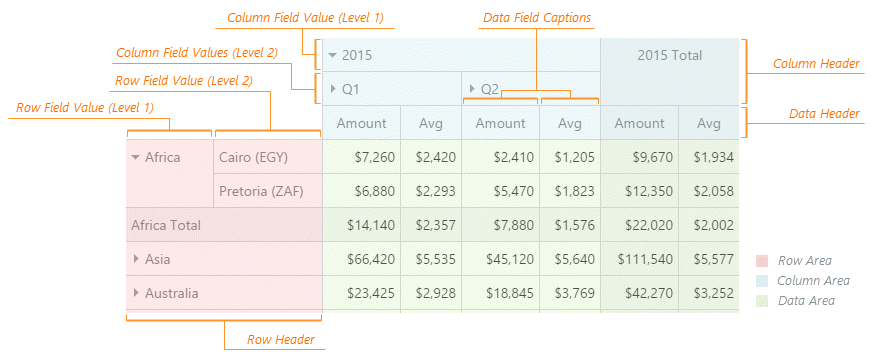 Column Field Value (Level 1)
Data Field Captions
Column Field Values (Level 2)
2015
2015 Total
Column Header
Row Field Value (Level 2)
Q1
Q2
Row Field Value (Level 1)
Data Header
Amount Avg Amount Avg Amount Avg
Africa Cairo (EGY) $7,260 $2,420 $2,410 $1,205 $9,670 $1,934
Pretoria (ZAF) $6,880 $2,293 $5,470 $1,823 $12,350 $2,058
Africa Total $14,140 $2,357 $7,880 $1,576 $22,020 $2,002
Asia $66,420 $5,535 $45,120 $5,640 $111,540 $5,577
Australia $23,425 $2,928 $18,845 $3,769 $42,270 $3,252
Row Area
Column Area
Data Area
Row Header